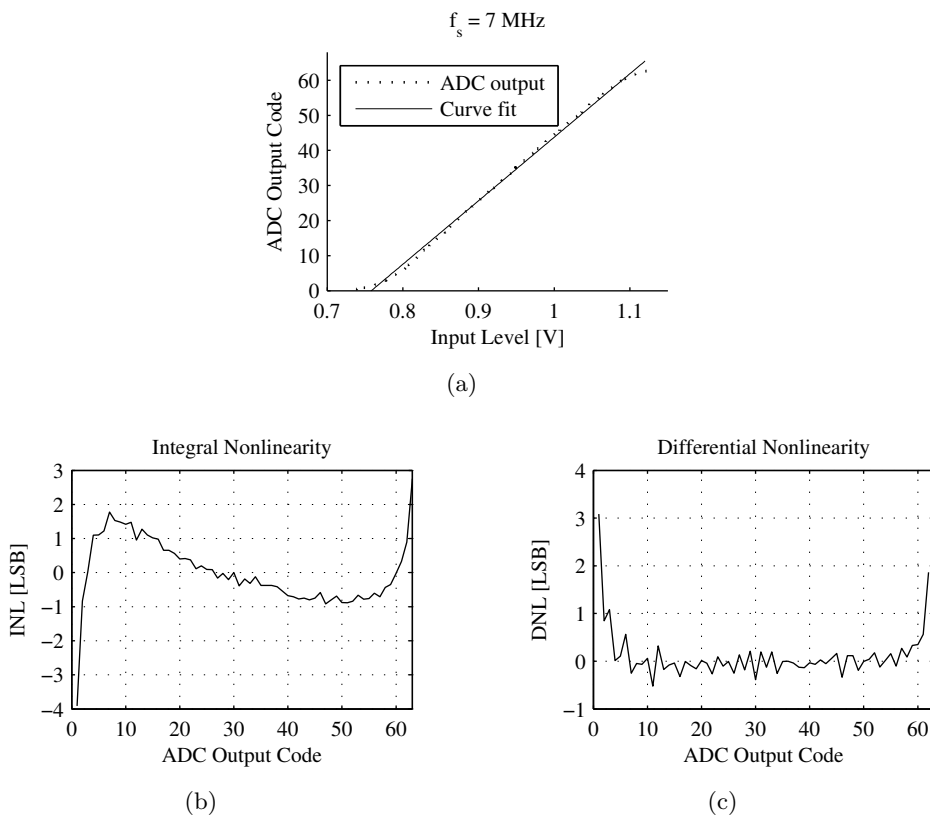 f_s = 7 MHz
ADC Output Code
60
50
40
30
20
10
0
ADC output
Curve fit
0.7 0.8 0.9 1 1.1
Input Level [V]
(a)
Integral Nonlinearity
INL [LSB]
3
2
1
0
−1
−2
−3
−4
0 10 20 30 40 50 60
ADC Output Code
(b)
Differential Nonlinearity
DNL [LSB]
4
3
2
1
0
−1
0 10 20 30 40 50 60
ADC Output Code
(c)